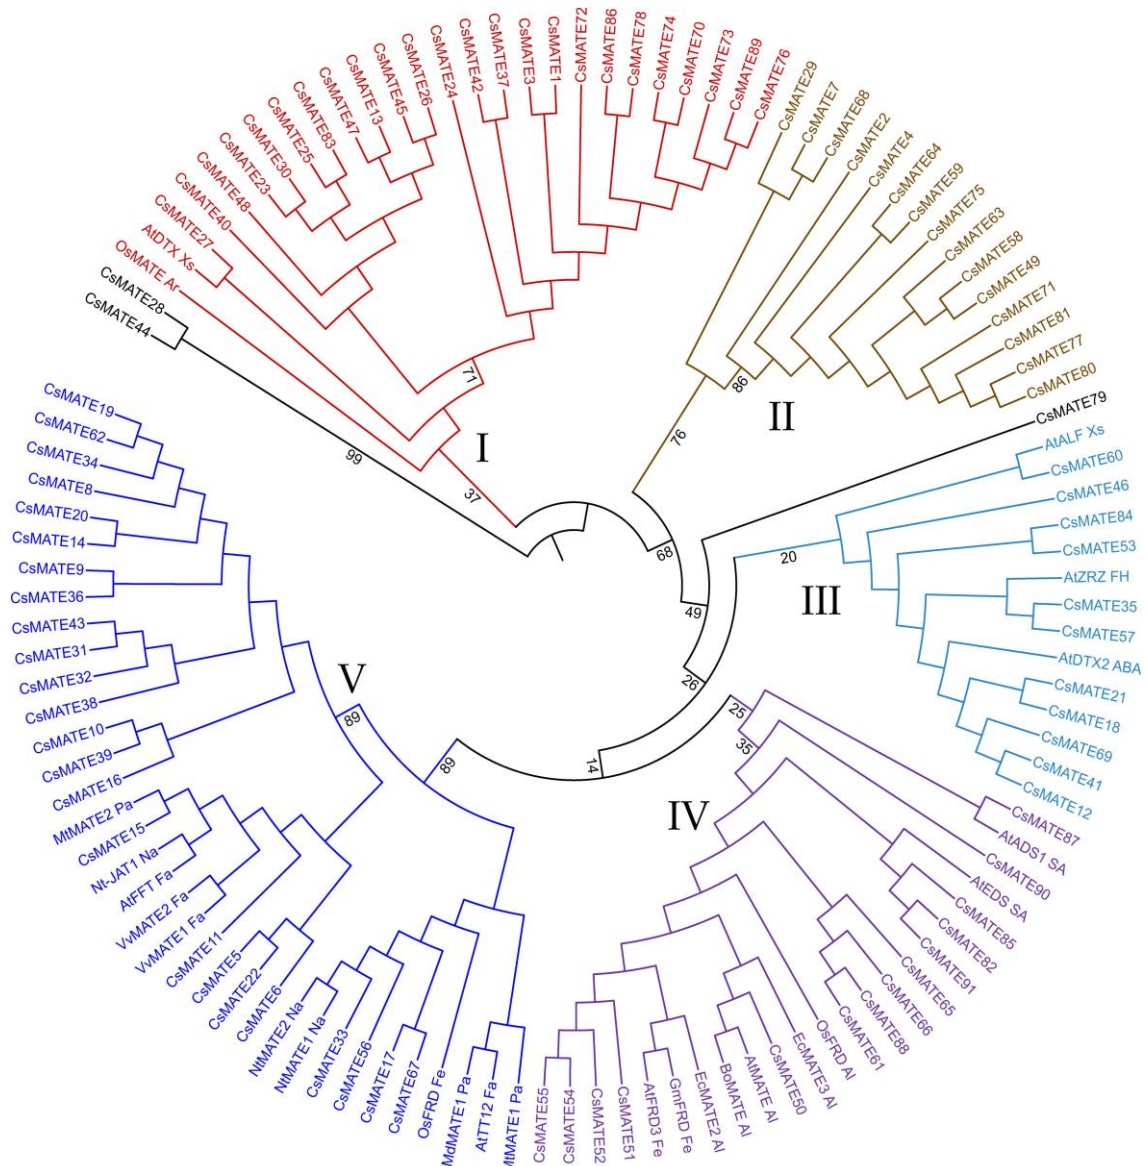 CsMATE72
CsMATE86
CsMATE78
CsMATE74
CsMATE70
CsMATE73
CsMATE89
CsMATE76
CsMATE29
CsMATE7
CsMATE68
CsMATE2
CsMATE4
CsMATE64
CsMATE59
CsMATE75
CsMATE63
CsMATE58
CsMATE49
CsMATE71
CsMATE81
CsMATE77
CsMATE80
CsMATE79
AtALF Xs
CsMATE60
CsMATE46
CsMATE84
CsMATE53
AtZRZ FH
CsMATE35
CsMATE57
AtDTX2 ABA
CsMATE21
CsMATE18
CsMATE69
CsMATE41
CsMATE12
CsMATE87
AtADS1 SA
CsMATE90
AtEDS SA
CsMATE85
CsMATE82
CsMATE91
CsMATE65
CsMATE66
CsMATE88
CsMATE61
OsFRD Al
EcMATE3 Al
CsMATE50
AtMATE Al
BoMATE Al
EcMATE2 Al
GmFRD Fe
AtFRD3 Fe
CsMATE51
CsMATE52
CsMATE54
CsMATE55
MtMATE1 Pa
AtTT12 Fa
MdMATE1 Pa
OsFRD Fe
CsMATE67
CsMATE17
CsMATE56
CsMATE33
NtMATE1 Na
NtMATE2 Na
CsMATE6
CsMATE22
CsMATE5
CsMATE11
VvMATE1 Fa
VvMATE2 Fa
AtFFT Fa
Nt-JAT1 Na
CsMATE15
MtMATE2 Pa
CsMATE16
CsMATE39
CsMATE10
CsMATE38
CsMATE32
CsMATE31
CsMATE43
CsMATE36
CsMATE9
CsMATE14
CsMATE20
CsMATE8
CsMATE34
CsMATE62
CsMATE19
CsMATE44
CsMATE28
OsMATE Ar
AtDTX Xs
CsMATE27
CsMATE40
CsMATE48
CsMATE23
CsMATE30
CsMATE25
CsMATE83
CsMATE47
CsMATE13
CsMATE45
CsMATE26
CsMATE24
CsMATE42
CsMATE37
CsMATE3
CsMATE1
71
I
99
37
86
II
76
68
20
III
49
26
25
35
IV
14
V
89
89